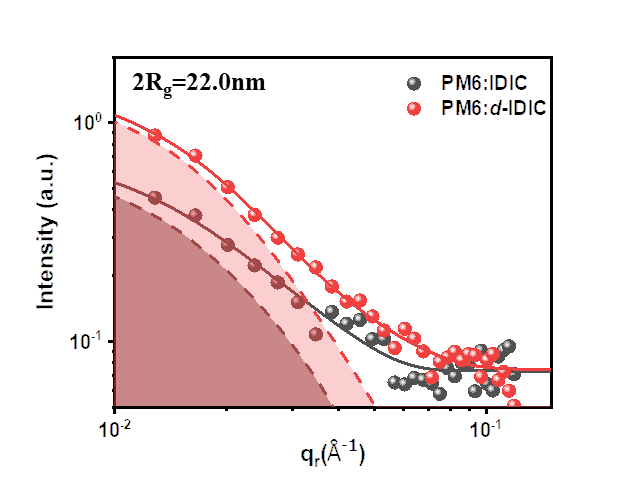 2Rg=22.0nm
PM6:IDIC
PM6:d-IDIC
Intensity (a.u.)
10⁰
10⁻¹
10⁻²
10⁻¹
qr(Å⁻¹)